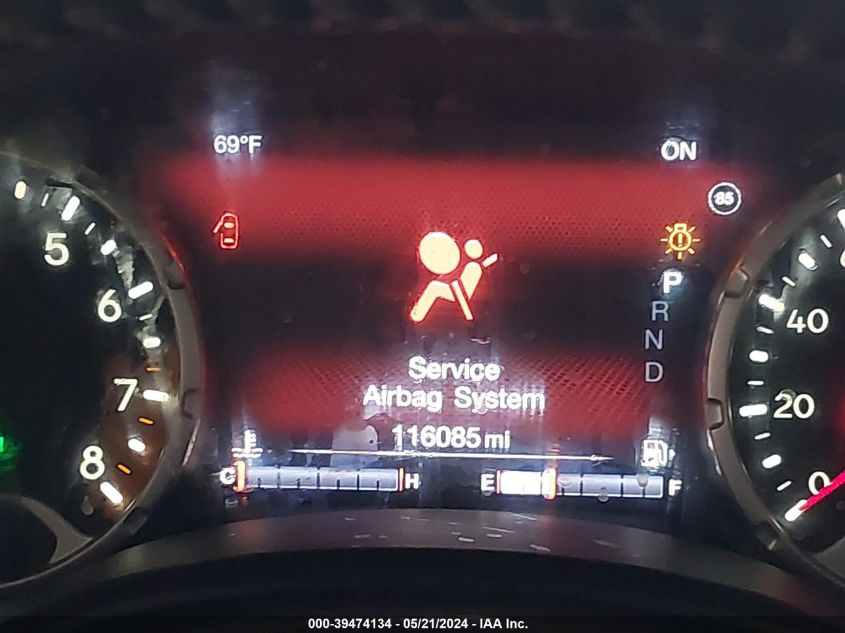 69°F
ON
85
5
6
7
8
P
R
N
D
40
20
0
Service
Airbag System
116085 mi
C H
E F
000-39474134 - 05/21/2024 - IAA Inc.